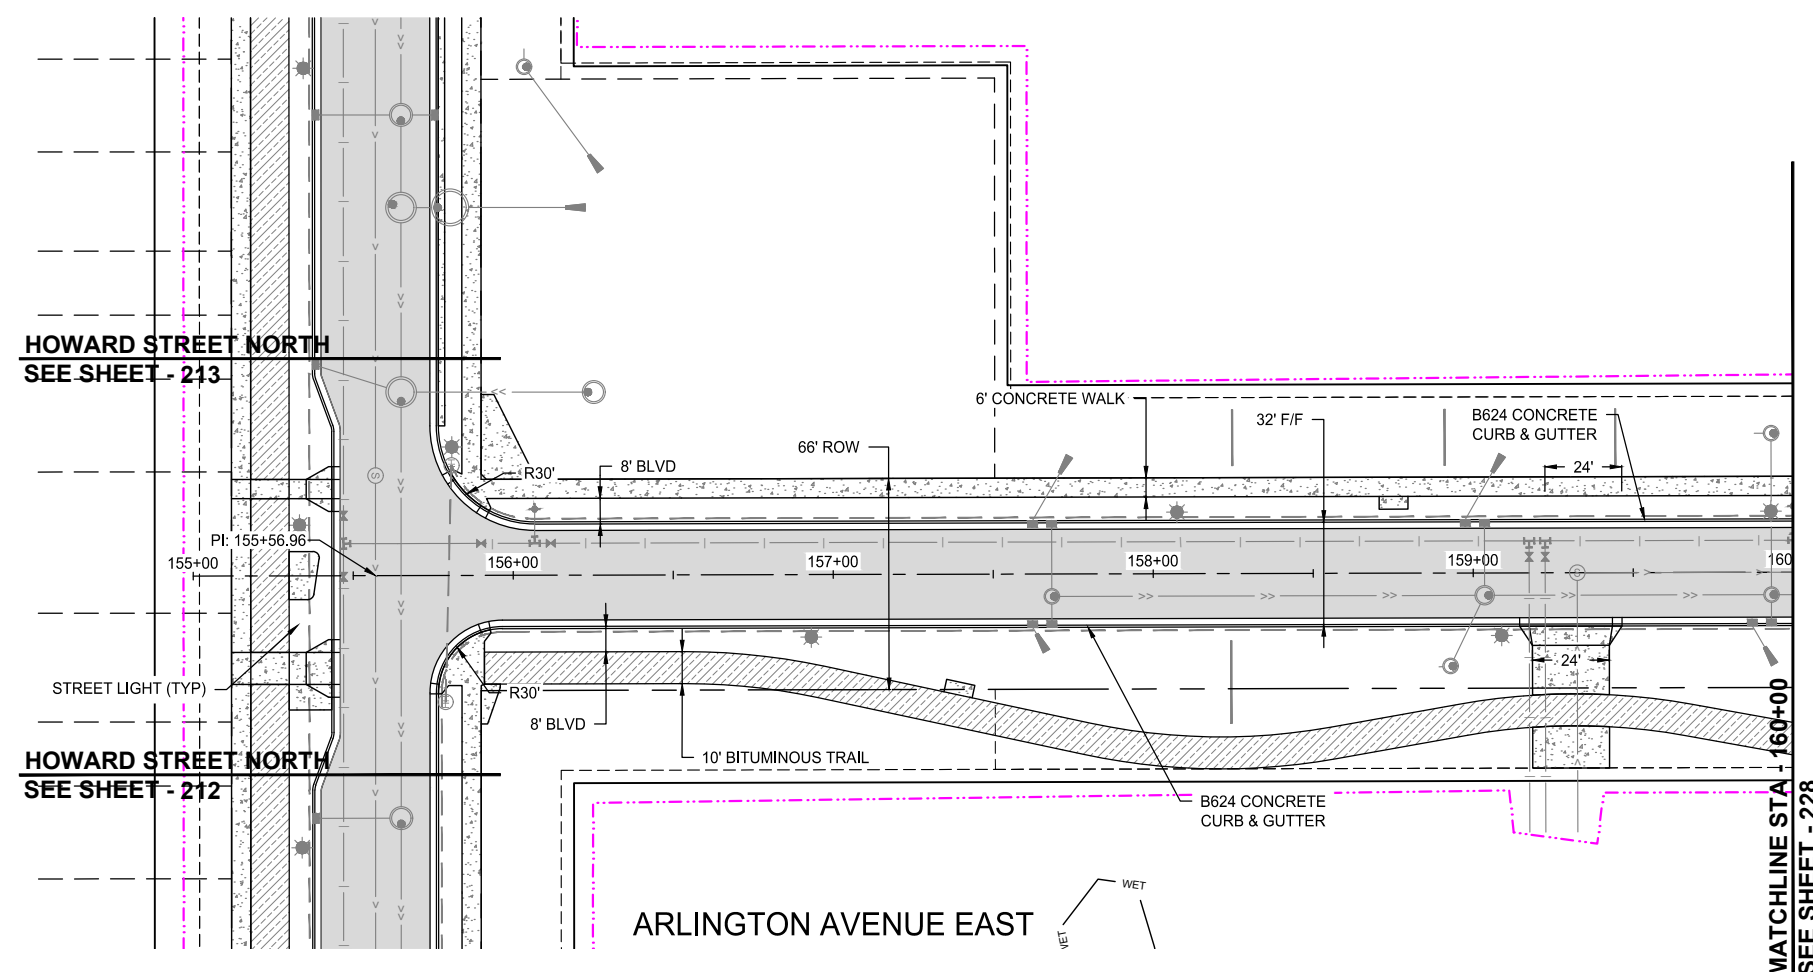 HOWARD STREET NORTH
SEE SHEET - 213
6' CONCRETE WALK
32' F/F
B624 CONCRETE
CURB & GUTTER
66' ROW
8' BLVD
R30'
24'
PI: 155+56.96
155+00
156+00
157+00
158+00
159+00
160
STREET LIGHT (TYP)
R30'
24'
8' BLVD
10' BITUMINOUS TRAIL
HOWARD STREET NORTH
SEE SHEET - 212
B624 CONCRETE
CURB & GUTTER
MATCHLINE STA - 160+00
SEE SHEET - 228
ARLINGTON AVENUE EAST
WET
WET
S
S
>>
>>
>>
>>